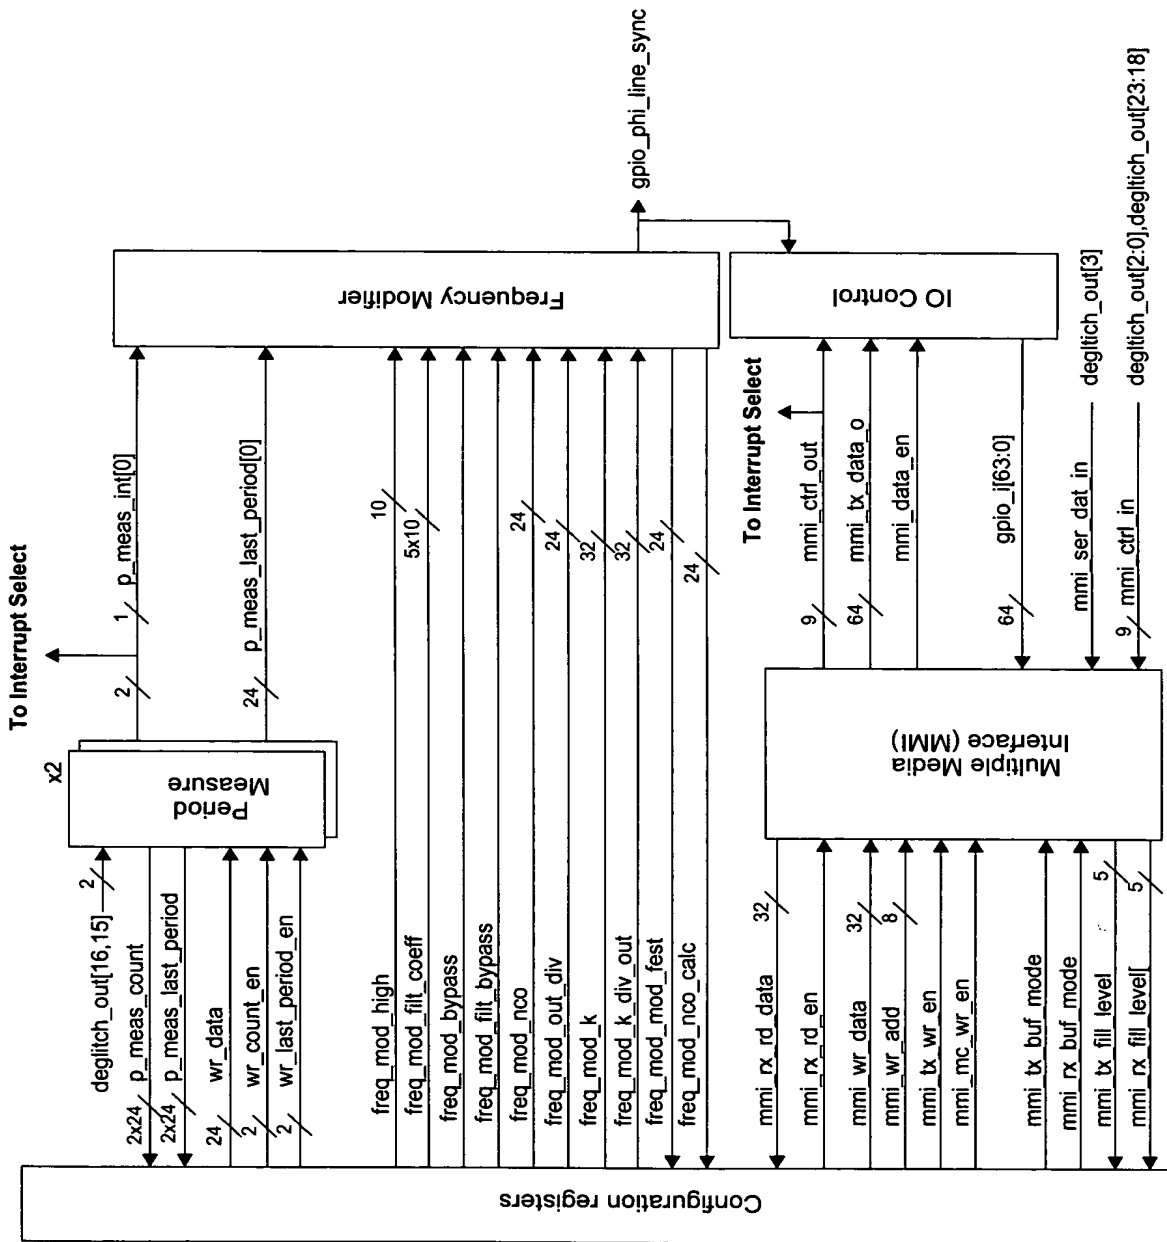 To Interrupt Select
x2
Period
Measure
deglitch_out[16,15]
2
2x24
p_meas_count
2x24
p_meas_last_period
24
wr_data
2
wr_count_en
2
wr_last_period_en
2
1
p_meas_int[0]
24
p_meas_last_period[0]
Frequency Modifier
gpio_phi_line_sync
freq_mod_high
10
freq_mod_filt_coeff
5x10
freq_mod_bypass
freq_mod_filt_bypass
freq_mod_nco
24
freq_mod_out_div
24
freq_mod_k
32
freq_mod_k_div_out
32
freq_mod_mod_fest
24
freq_mod_nco_calc
24
To Interrupt Select
IO Control
9
mmi_ctrl_out
64
mmi_tx_data_o
mmi_data_en
64
gpio_i[63:0]
mmi_ser_dat_in
degltich_out[3]
9
mmi_ctrl_in
degltich_out[2:0],degltich_out[23:18]
Multiple Media
Interface (MMI)
mmi_rx_rd_data
32
mmi_rx_rd_en
mmi_wr_data
32
mmi_wr_add
8
mmi_tx_wr_en
mmi_mc_wr_en
mmi_tx_buf_mode
mmi_rx_buf_mode
mmi_tx_fill_level
5
mmi_rx_fill_level[
5
Configuration registers